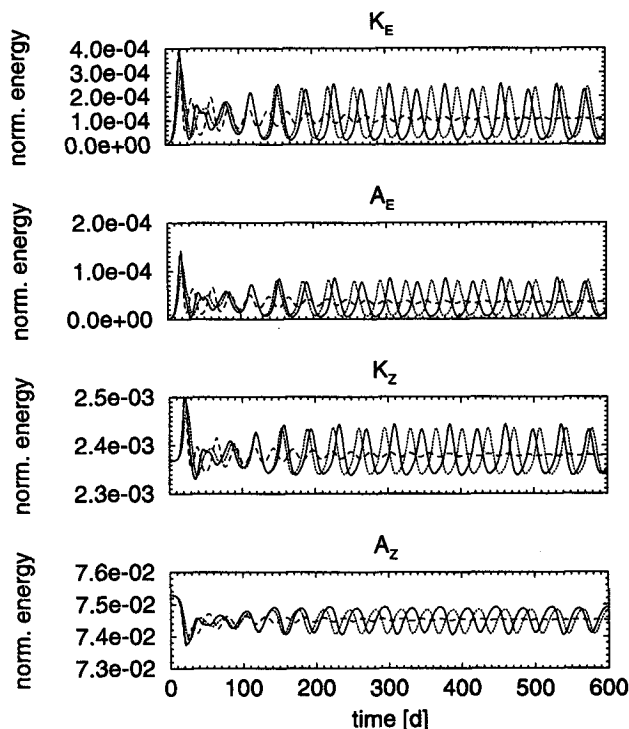 K_E
norm. energy
4.0e-04
3.0e-04
2.0e-04
1.0e-04
0.0e+00
A_E
norm. energy
2.0e-04
1.0e-04
0.0e+00
K_Z
norm. energy
2.5e-03
2.4e-03
2.3e-03
A_Z
norm. energy
7.6e-02
7.5e-02
7.4e-02
7.3e-02
0 100 200 300 400 500 600
time [d]